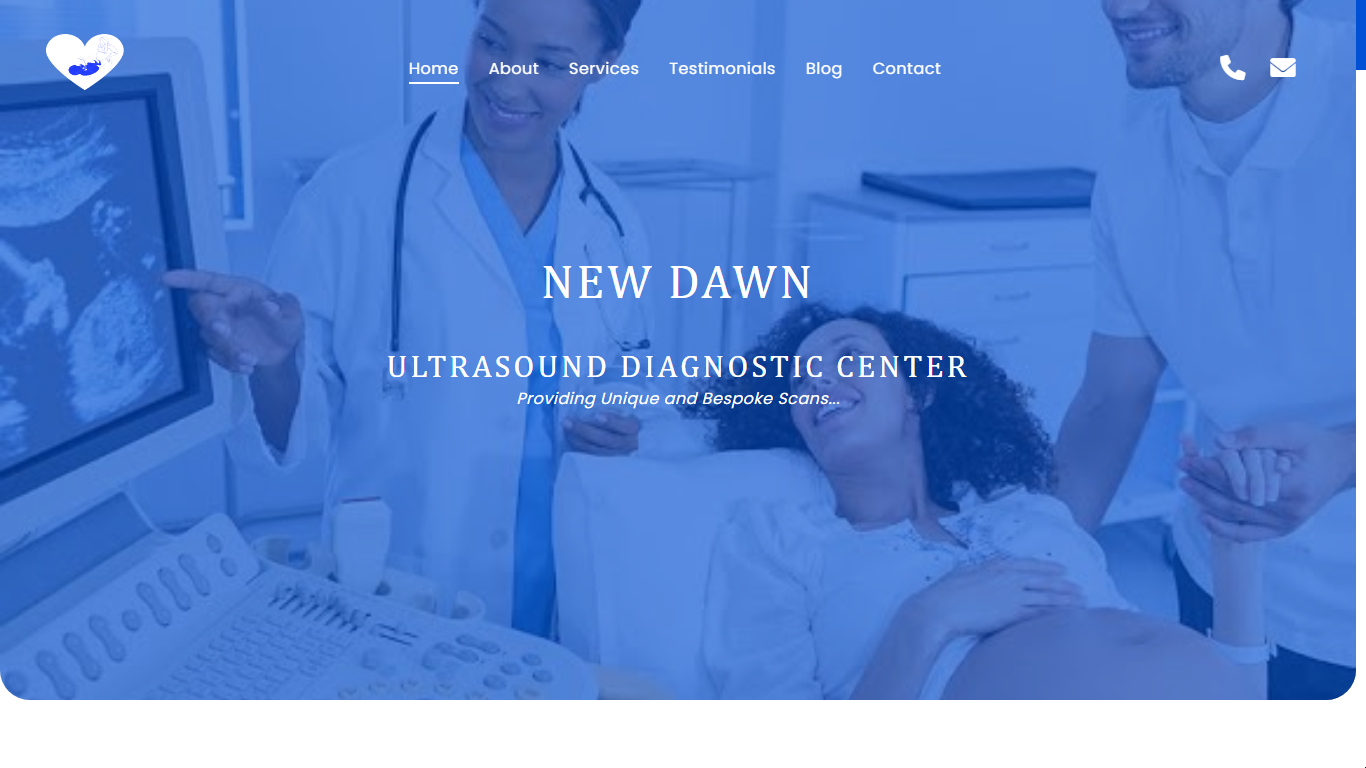 Home
About
Services
Testimonials
Blog
Contact
NEW DAWN
ULTRASOUND DIAGNOSTIC CENTER
Providing Unique and Bespoke Scans...